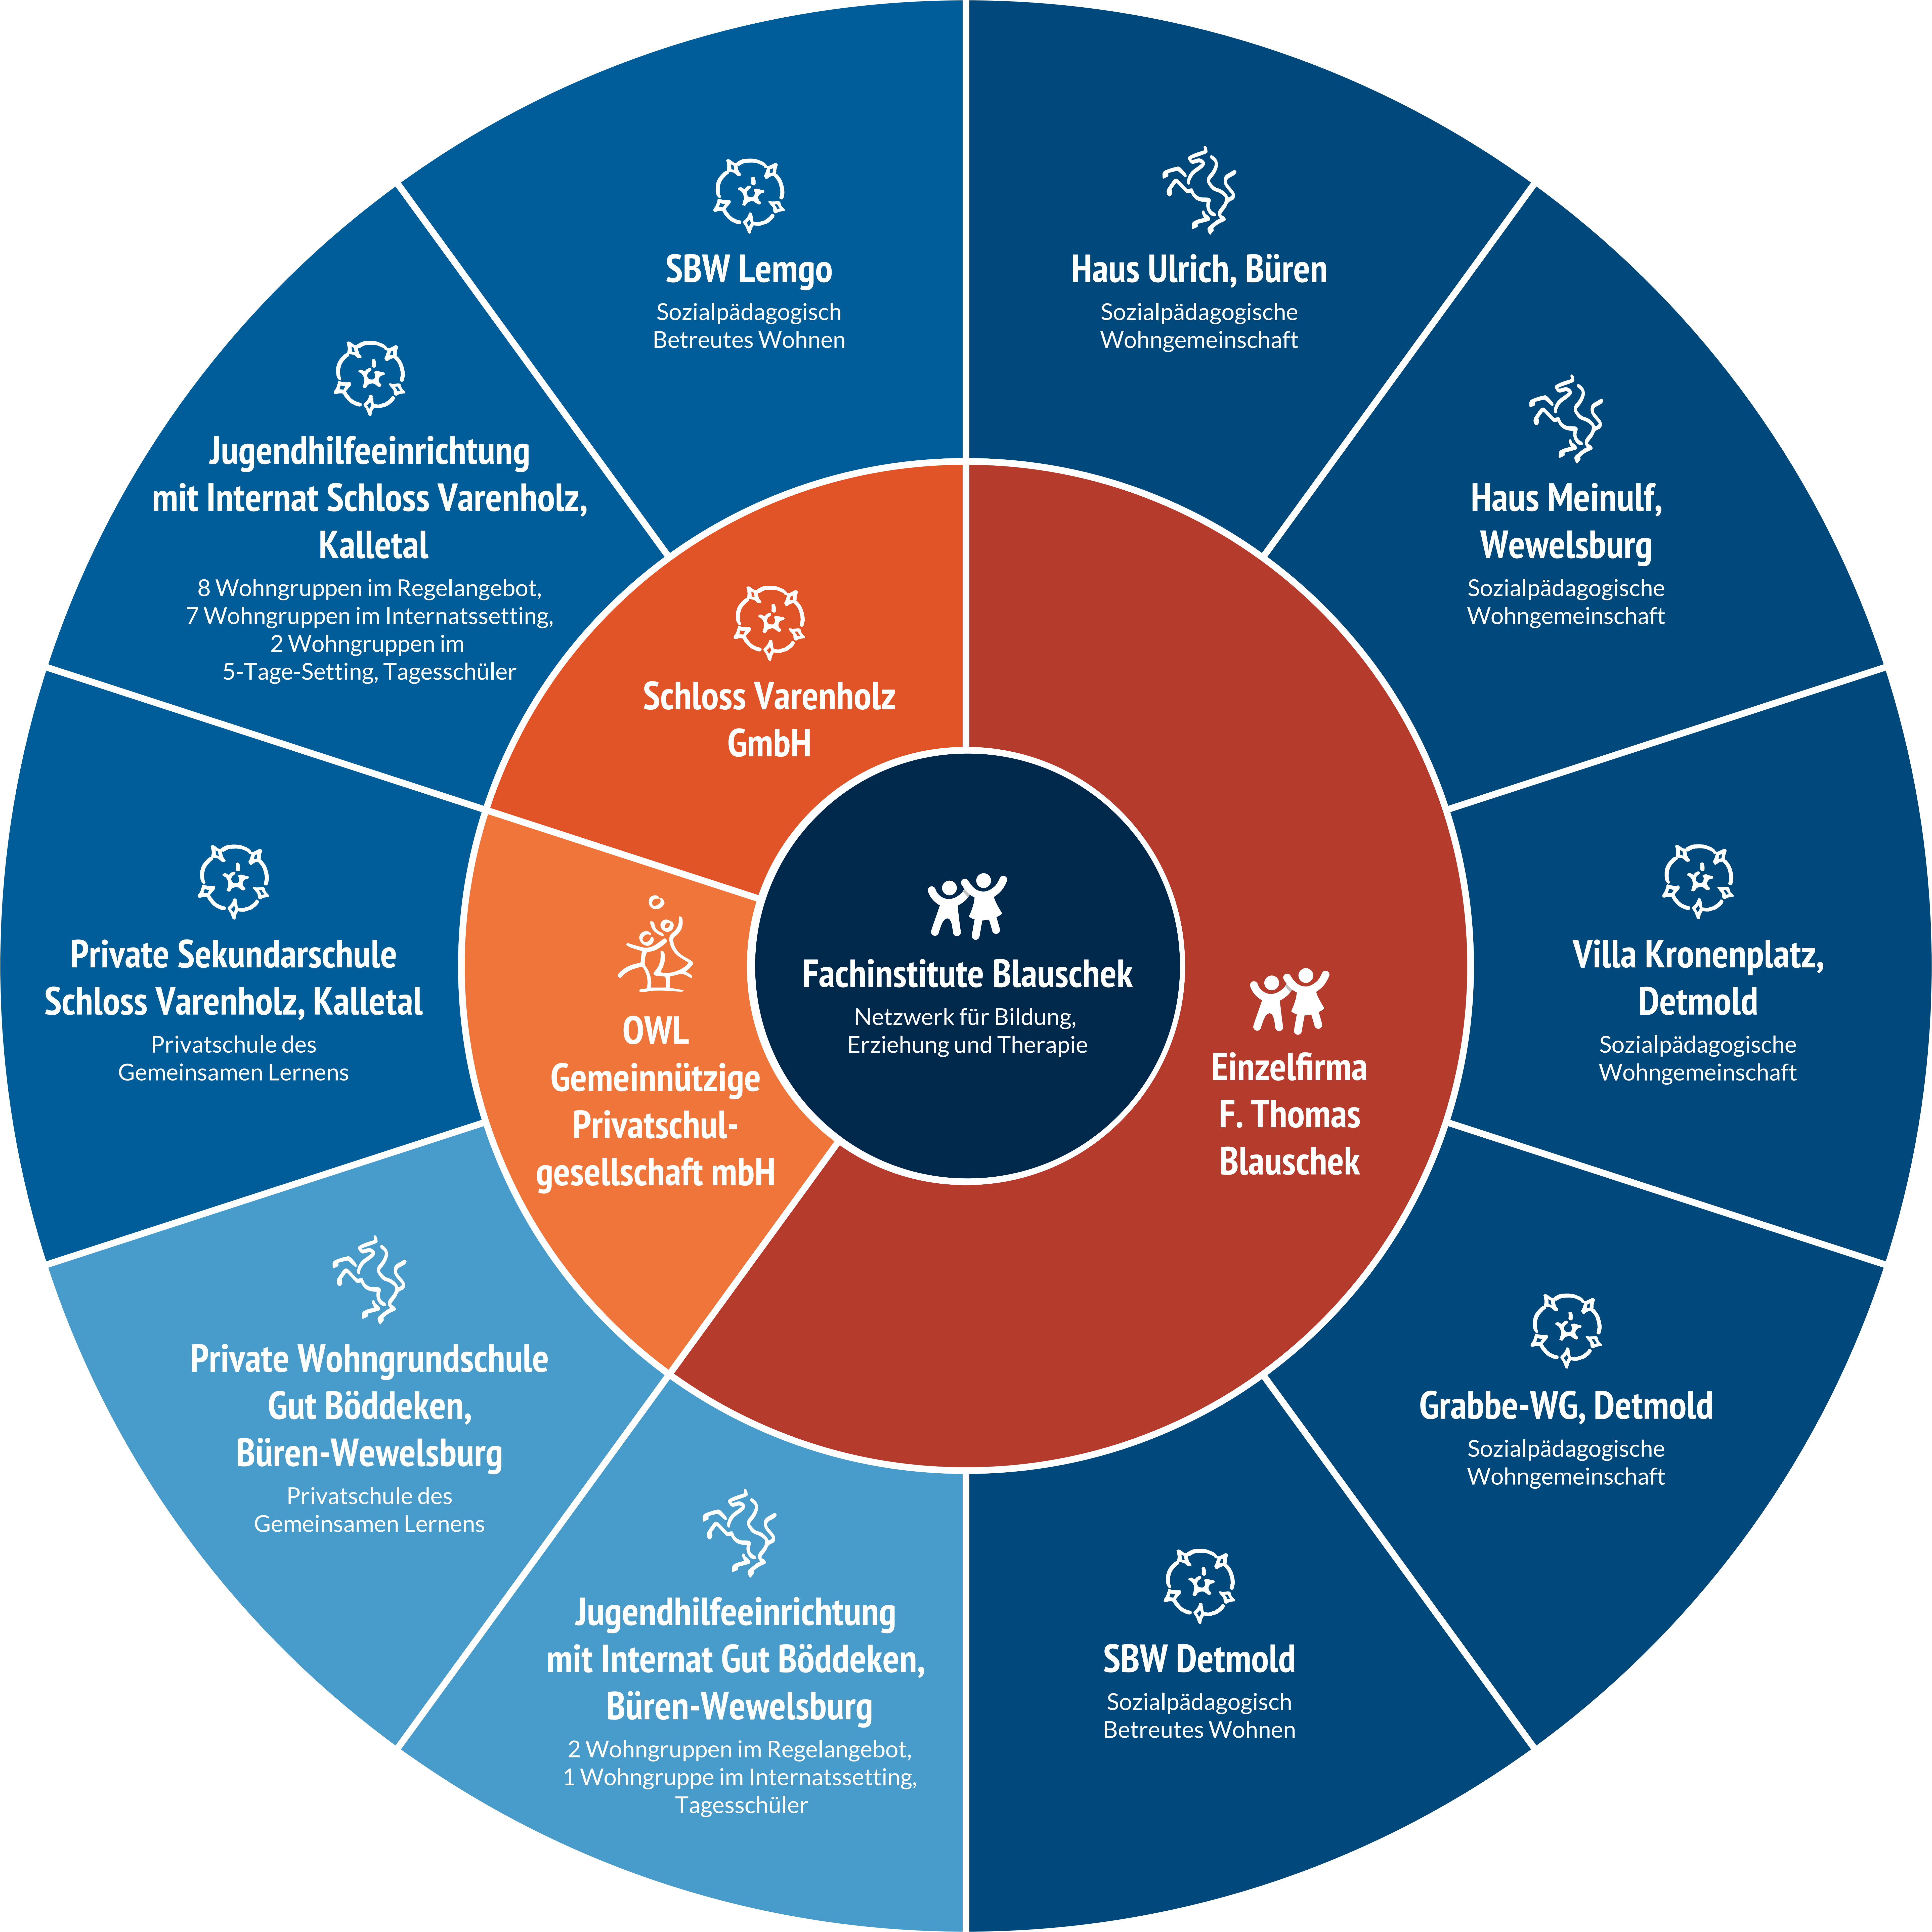 Fachinstitute Blauschek
Netzwerk für Bildung,
Erziehung und Therapie
Schloss Varenholz
GmbH
Einzelfirma
F. Thomas
Blauschek
OWL
Gemeinnützige
Privatschul-
gesellschaft mbH
SBW Lemgo
Sozialpädagogisch
Betreutes Wohnen
Haus Ulrich, Büren
Sozialpädagogische
Wohngemeinschaft
Haus Meinulf,
Wewelsburg
Sozialpädagogische
Wohngemeinschaft
Villa Kronenplatz,
Detmold
Sozialpädagogische
Wohngemeinschaft
Grabbe-WG, Detmold
Sozialpädagogische
Wohngemeinschaft
SBW Detmold
Sozialpädagogisch
Betreutes Wohnen
Jugendhilfeeinrichtung
mit Internat Gut Böddeken,
Büren-Wewelsburg
2 Wohngruppen im Regelangebot,
1 Wohngruppe im Internatssetting,
Tagesschüler
Private Wohngrundschule
Gut Böddeken,
Büren-Wewelsburg
Privatschule des
Gemeinsamen Lernens
Private Sekundarschule
Schloss Varenholz, Kalletal
Privatschule des
Gemeinsamen Lernens
Jugendhilfeeinrichtung
mit Internat Schloss Varenholz,
Kalletal
8 Wohngruppen im Regelangebot,
7 Wohngruppen im Internatssetting,
2 Wohngruppen im
5-Tage-Setting, Tagesschüler